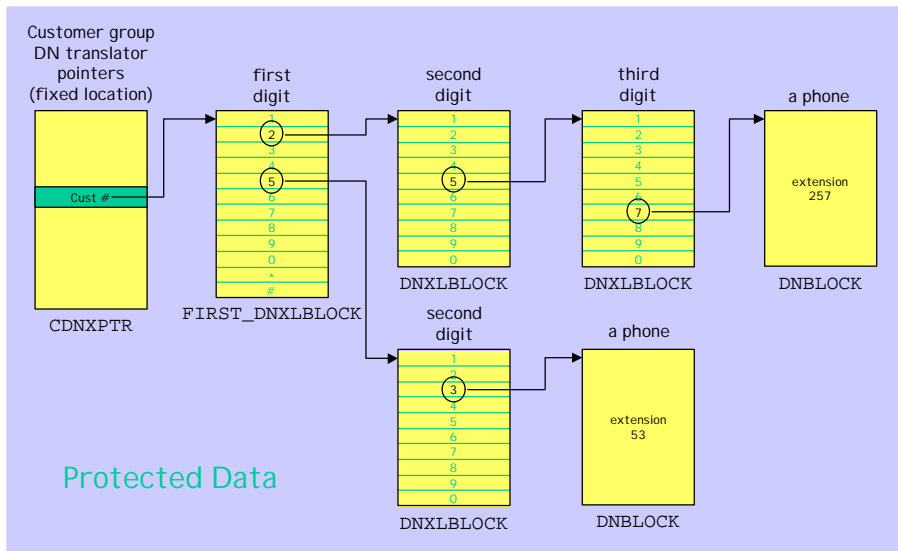 Customer group
DN translator
pointers
(fixed location)
Cust #
CDNXPTR
first
digit
1
2
3
4
5
6
7
8
9
0
*
#
FIRST_DNXLBLOCK
second
digit
1
2
3
4
5
6
7
8
9
0
DNXLBLOCK
third
digit
1
2
3
4
5
6
7
8
9
0
DNXLBLOCK
a phone
extension
257
DNBLOCK
second
digit
1
2
3
4
5
6
7
8
9
0
DNXLBLOCK
a phone
extension
53
DNBLOCK
Protected Data